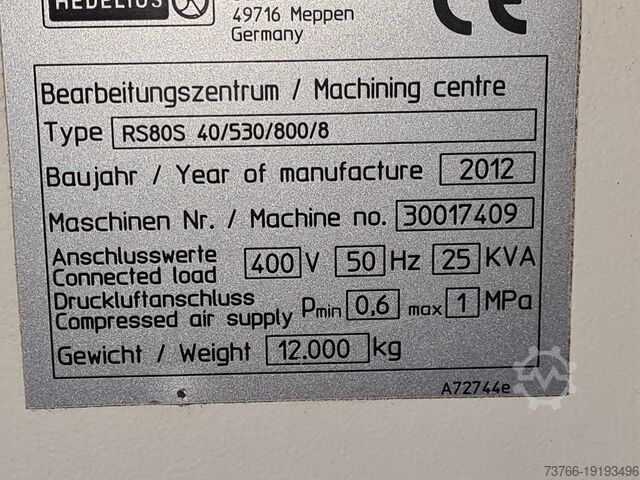 HEDELIUS
49716 Meppen
Germany
CE
Bearbeitungszentrum / Machining centre
Type RS80S 40/530/800/8
Baujahr / Year of manufacture 2012
Maschinen Nr. / Machine no. 30017409
Anschlusswerte
Connected load 400 V 50 Hz 25 KVA
Druckluftanschluss
Compressed air supply Pmin 0,6 max 1 MPa
Gewicht / Weight 12.000 kg
A72744e
73766-19193496